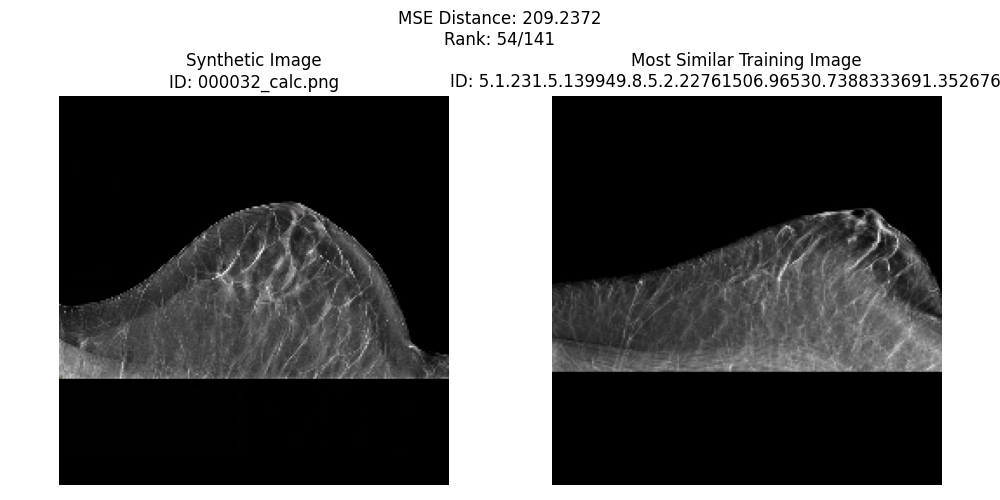 MSE Distance: 209.2372
Rank: 54/141
Synthetic Image
ID: 000032_calc.png
Most Similar Training Image
ID: 5.1.231.5.139949.8.5.2.22761506.96530.7388333691.352676